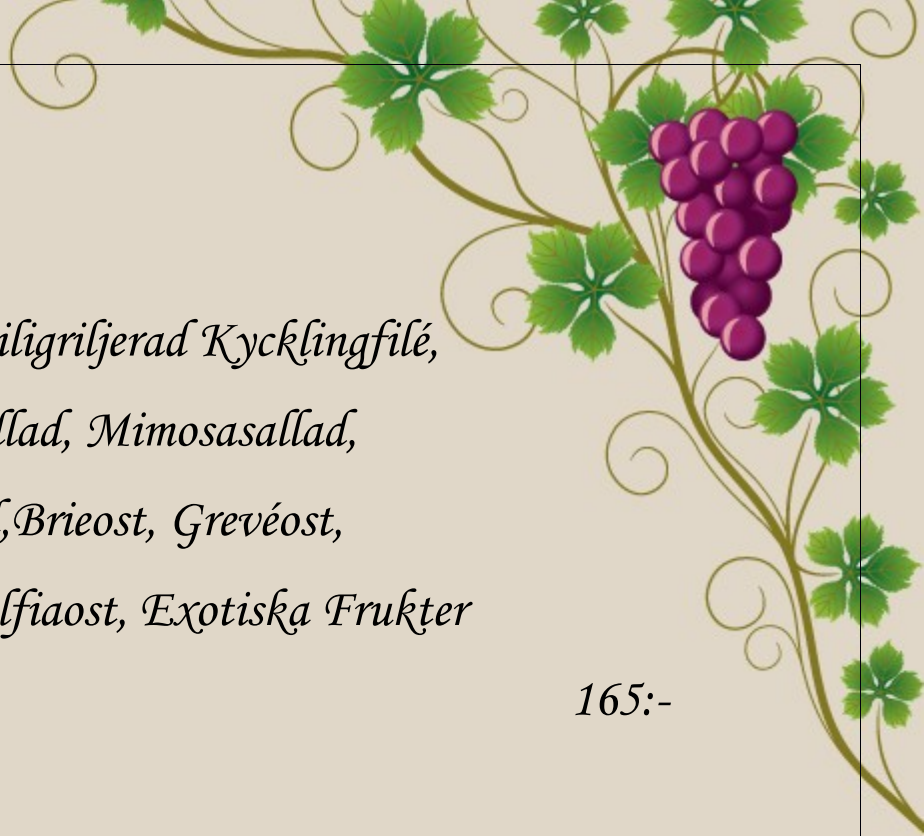 iligriljerad Kycklingfilé,
llad, Mimosasallad,
,Brieost, Grevéost,
lfiaost, Exotiska Frukter
165:-